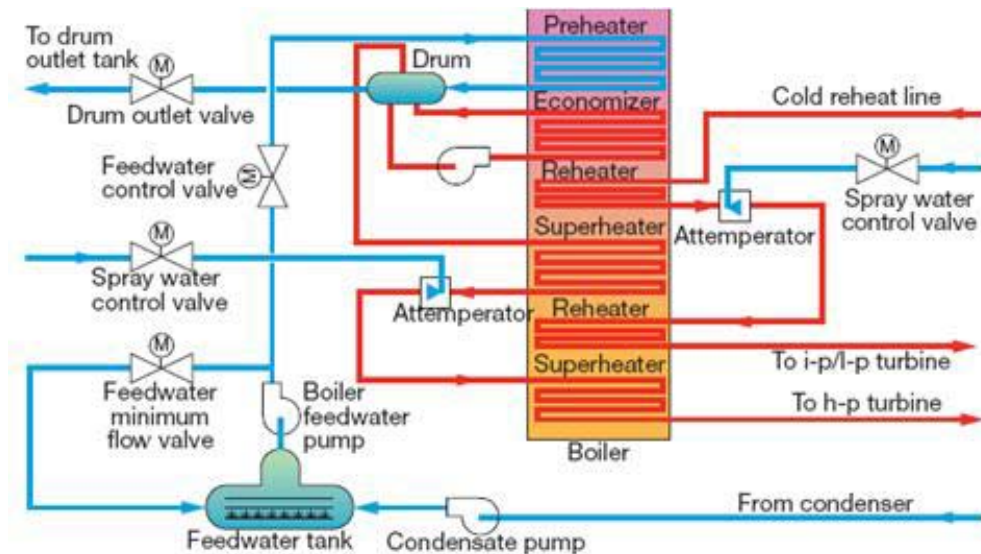 To drum
outlet tank
M
Drum outlet valve
Drum
Preheater
Economizer
Cold reheat line
Feedwater
control valve
M
Reheater
M
Spray water
control valve
Attemperator
Superheater
M
Spray water
control valve
Attemperator
Reheater
To i-p/l-p turbine
M
Feedwater
minimum
flow valve
Boiler
feedwater
pump
Superheater
To h-p turbine
Boiler
From condenser
Feedwater tank
Condensate pump